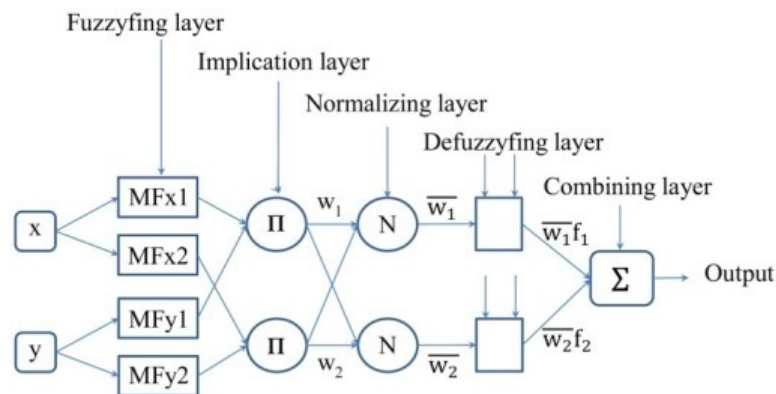 Fuzzyfing layer
Implication layer
Normalizing layer
Defuzzyfing layer
Combining layer
x
MFx1
MFx2
y
MFy1
MFy2
Π
w₁
N
w̅₁
w̅₁f₁
Σ
Output
Π
w₂
N
w̅₂
w̅₂f₂